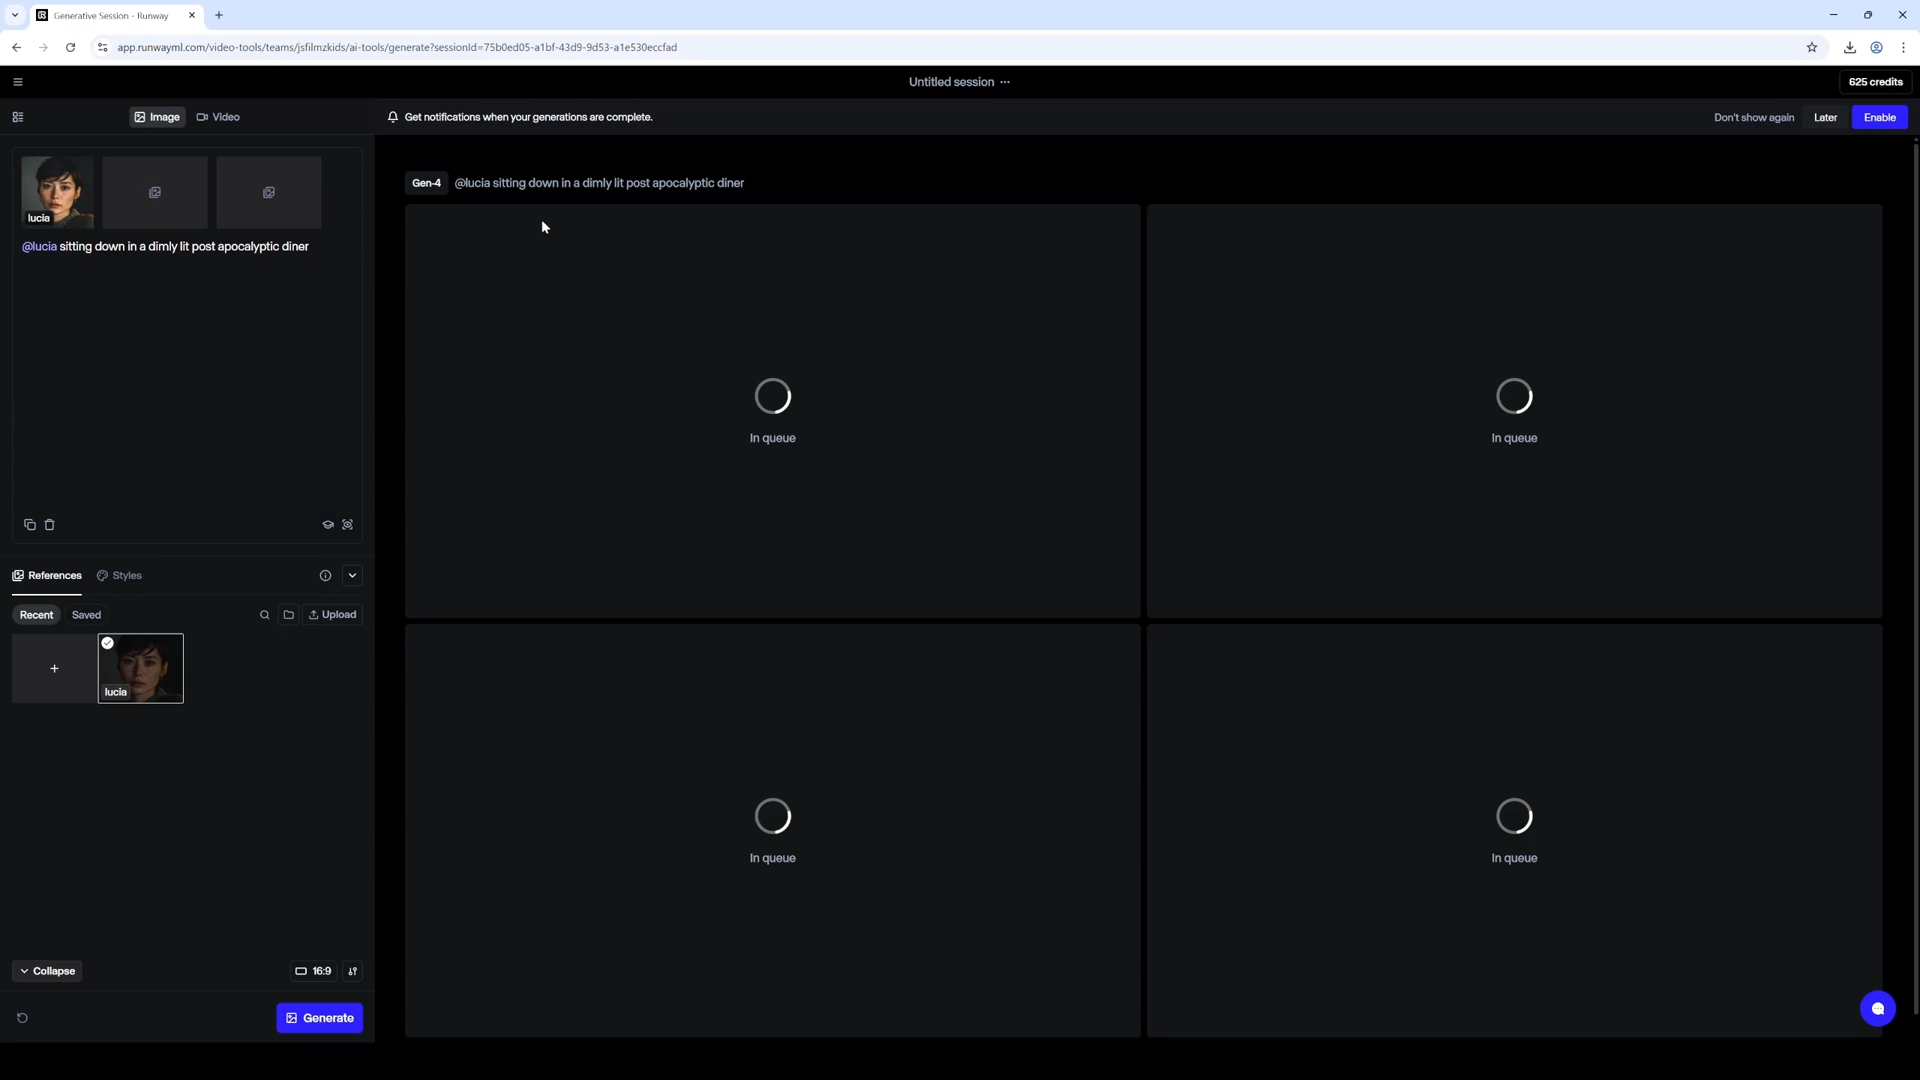 Generative Session - Runway
app.runwayml.com/video-tools/teams/jsfilmzkids/ai-tools/generate?sessionId=75b0ed05-a1bf-43d9-9d53-a1e530eccfad
Untitled session ...
625 credits
Image
Video
Get notifications when your generations are complete.
Don't show again
Later
Enable
lucia
@lucia sitting down in a dimly lit post apocalyptic diner
Gen-4 @lucia sitting down in a dimly lit post apocalyptic diner
In queue
In queue
References
Styles
Recent
Saved
Upload
lucia
In queue
In queue
Collapse
16:9
Generate